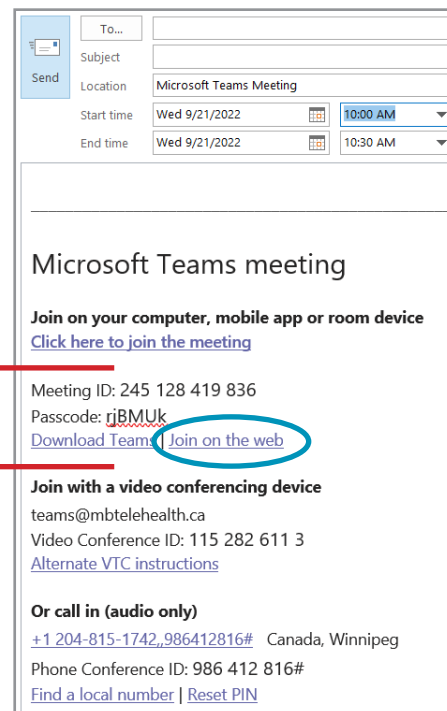 To...
Send
Subject
Location Microsoft Teams Meeting
Start time Wed 9/21/2022 10:00 AM
End time Wed 9/21/2022 10:30 AM
Microsoft Teams meeting
Join on your computer, mobile app or room device
Click here to join the meeting
Meeting ID: 245 128 419 836
Passcode: rjBMUk
Download Teams | Join on the web
Join with a video conferencing device
teams@mbtelehealth.ca
Video Conference ID: 115 282 611 3
Alternate VTC instructions
Or call in (audio only)
+1 204-815-1742,,986412816# Canada, Winnipeg
Phone Conference ID: 986 412 816#
Find a local number | Reset PIN